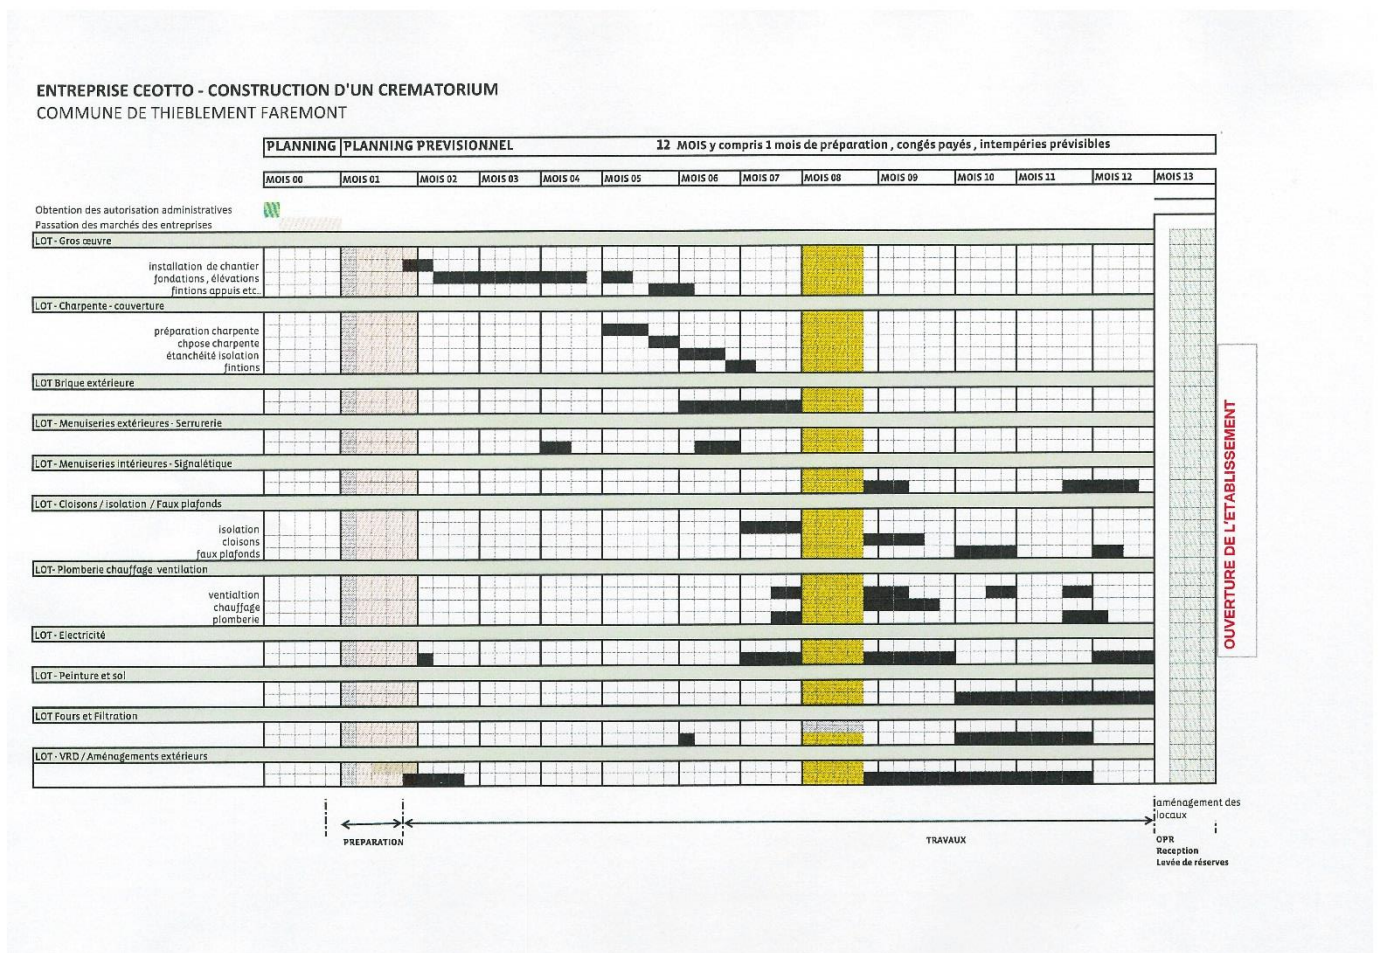 ENTREPRISE CEOTTO - CONSTRUCTION D'UN CREMATORIUM
COMMUNE DE THIEBLEMENT FAREMONT
PLANNING PLANNING PREVISIONNEL 12 MOIS y compris 1 mois de préparation , congés payés , intempéries prévisibles
MOIS 00 MOIS 01 MOIS 02 MOIS 03 MOIS 04 MOIS 05 MOIS 06 MOIS 07 MOIS 08 MOIS 09 MOIS 10 MOIS 11 MOIS 12 MOIS 13
Obtention des autorisation administratives
Passation des marchés des entreprises
LOT - Gros œuvre
installation de chantier
fondations , élévations
fintions appuis etc..
LOT - Charpente - couverture
préparation charpente
chpose charpente
étanchéité isolation
fintions
LOT Brique extérieure
LOT - Menuiseries extérieures - Serrurerie
LOT - Menuiseries intérieures - Signalétique
LOT - Cloisons / isolation / Faux plafonds
isolation
cloisons
faux plafonds
LOT- Plomberie chauffage ventilation
ventialtion
chauffage
plomberie
LOT - Electricité
LOT - Peinture et sol
LOT Fours et Filtration
LOT - VRD / Aménagements extérieurs
OUVERTURE DE L'ETABLISSEMENT
PREPARATION
TRAVAUX
aménagement des
locaux
OPR
Reception
Levée de réserves